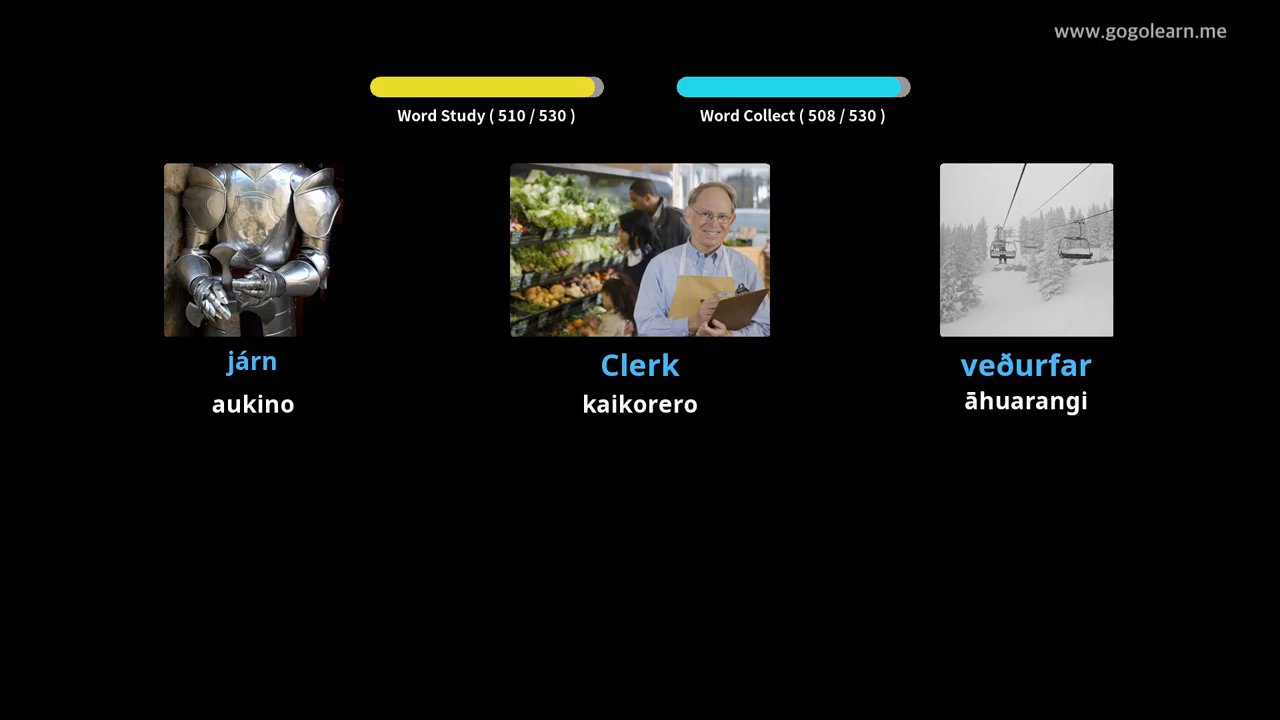 www.gogolearn.me
Word Study ( 510 / 530 )
Word Collect ( 508 / 530 )
járn
Clerk
veðurfar
aukino
kaikorero
āhuarangi